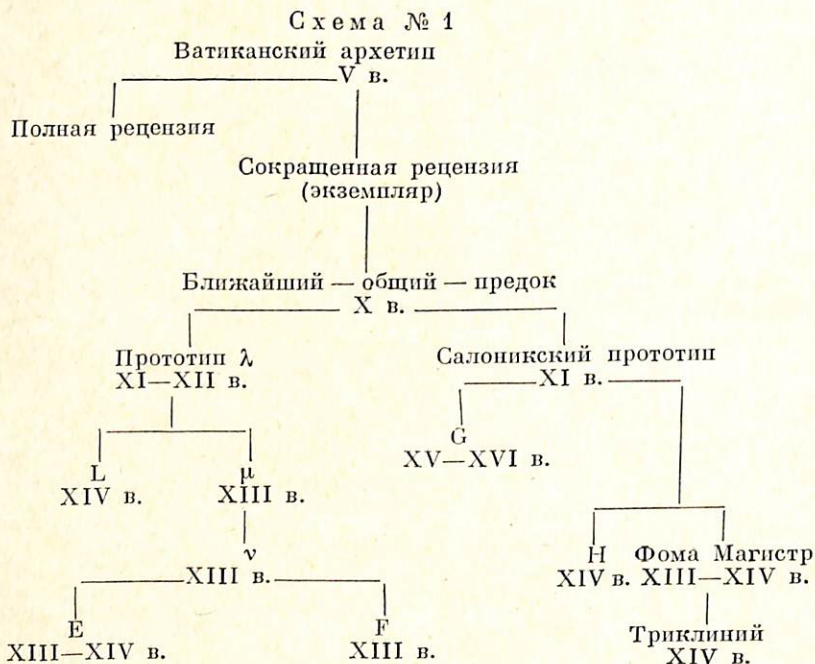 Схема № 1
Ватиканский архетип
V в.
Полная рецензия
Сокращенная рецензия
(экземпляр)
Ближайший — общий — предок
X в.
Прототип λ
XI—XII в.
Салоникский прототип
XI в.
G
XV—XVI в.
L
XIV в.
μ
XIII в.
ν
XIII в.
H
XIV в.
Фома Магистр
XIII—XIV в.
E
XIII—XIV в.
F
XIII в.
Триклиний
XIV в.